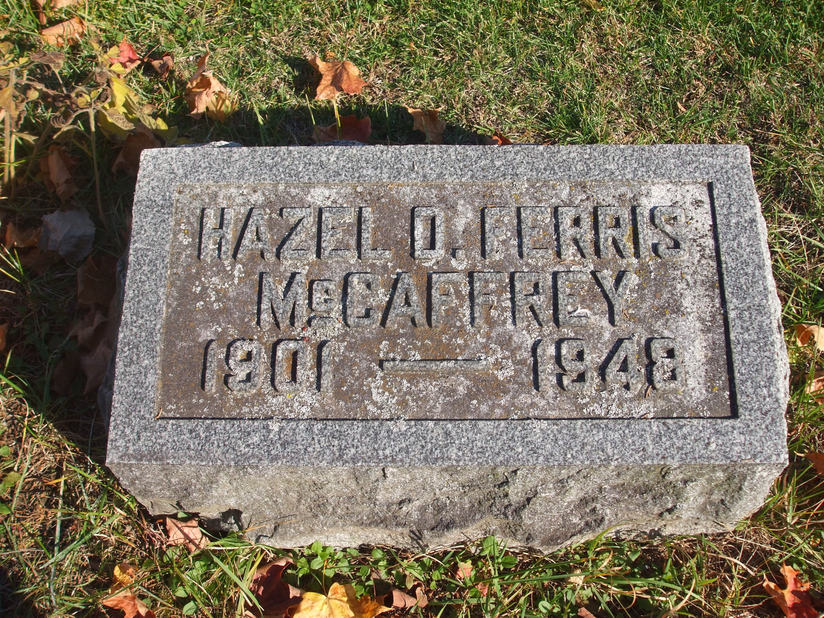 HAZEL D. FERRIS
McCAFFREY
1901 — 1948